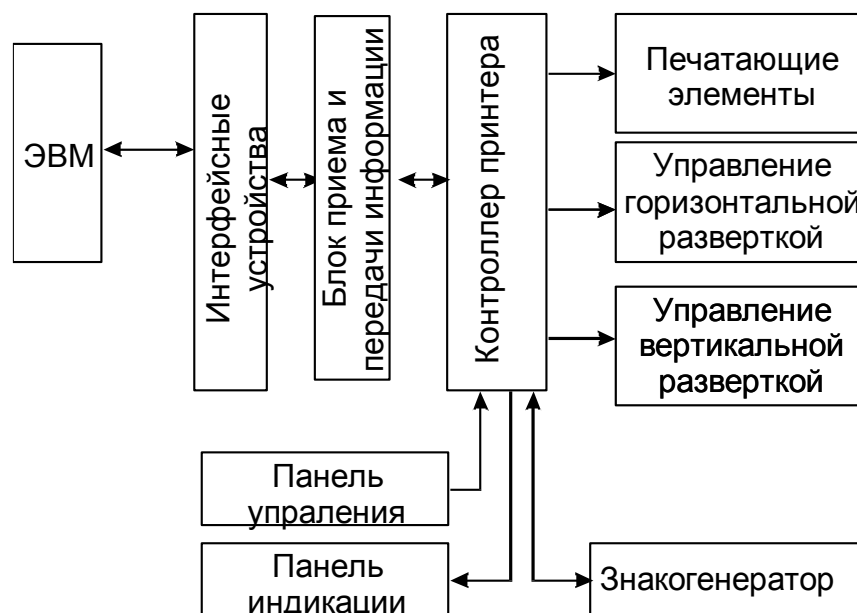 ЭВМ
Интерфейсные
устройства
Блок приема и
передачи информации
Контроллер принтера
Печатающие
элементы
Управление
горизонтальной
разверткой
Управление
вертикальной
разверткой
Панель
упраления
Панель
индикации
Знакогенератор